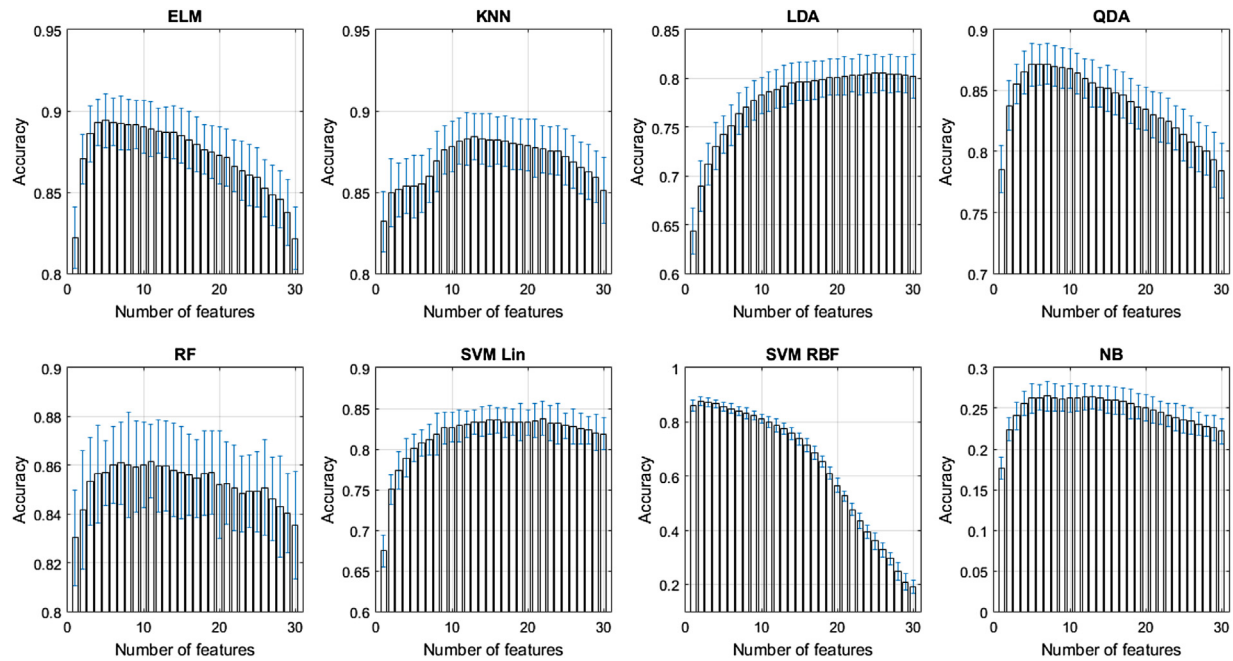 ELM
0.95
0.9
0.85
0.8
Accuracy
0 10 20 30
Number of features
KNN
0.95
0.9
0.85
0.8
Accuracy
0 10 20 30
Number of features
LDA
0.85
0.8
0.75
0.7
0.65
0.6
Accuracy
0 10 20 30
Number of features
QDA
0.9
0.85
0.8
0.75
0.7
Accuracy
0 10 20 30
Number of features
RF
0.9
0.88
0.86
0.84
0.82
0.8
Accuracy
0 10 20 30
Number of features
SVM Lin
0.9
0.85
0.8
0.75
0.7
0.65
0.6
Accuracy
0 10 20 30
Number of features
SVM RBF
1
0.8
0.6
0.4
0.2
Accuracy
0 10 20 30
Number of features
NB
0.3
0.25
0.2
0.15
0.1
0.05
0
Accuracy
0 10 20 30
Number of features